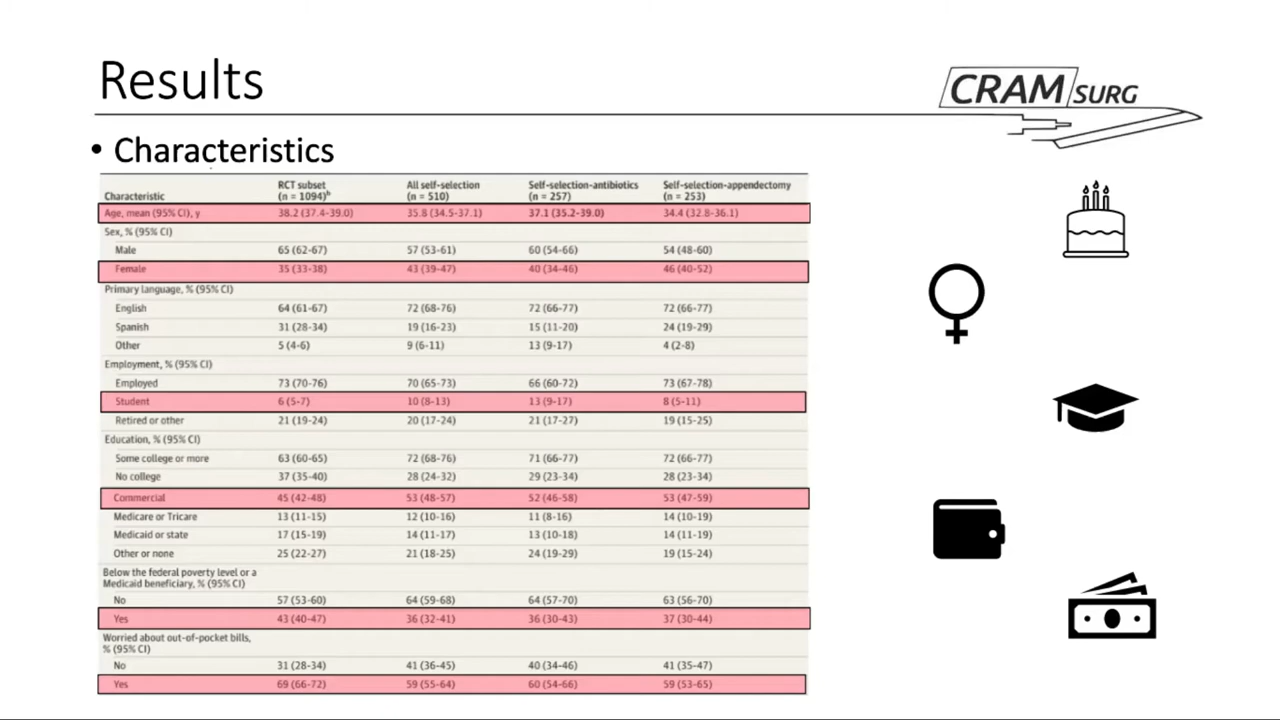 Results
CRAM SURG
• Characteristics
Characteristic RCT subset (n = 1094)ᵇ All self-selection (n = 510) Self-selection-antibiotics (n = 257) Self-selection-appendectomy (n = 253)
Age, mean (95% CI), y 38.2 (37.4-39.0) 35.8 (34.5-37.1) 37.1 (35.2-39.0) 34.4 (32.8-36.1)
Sex, % (95% CI)
Male 65 (62-67) 57 (53-61) 60 (54-66) 54 (48-60)
Female 35 (33-38) 43 (39-47) 40 (34-46) 46 (40-52)
Primary language, % (95% CI)
English 64 (61-67) 72 (68-76) 72 (66-77) 72 (66-77)
Spanish 31 (28-34) 19 (16-23) 15 (11-20) 24 (19-29)
Other 5 (4-6) 9 (6-11) 13 (9-17) 4 (2-8)
Employment, % (95% CI)
Employed 73 (70-76) 70 (65-73) 66 (60-72) 73 (67-78)
Student 6 (5-7) 10 (8-13) 13 (9-17) 8 (5-11)
Retired or other 21 (19-24) 20 (17-24) 21 (17-27) 19 (15-25)
Education, % (95% CI)
Some college or more 63 (60-65) 72 (68-76) 71 (66-77) 72 (66-77)
No college 37 (35-40) 28 (24-32) 29 (23-34) 28 (23-34)
Commercial 45 (42-48) 53 (48-57) 52 (46-58) 53 (47-59)
Medicare or Tricare 13 (11-15) 12 (10-16) 11 (8-16) 14 (10-19)
Medicaid or state 17 (15-19) 14 (11-17) 13 (10-18) 14 (11-19)
Other or none 25 (22-27) 21 (18-25) 24 (19-29) 19 (15-24)
Below the federal poverty level or a
Medicaid beneficiary, % (95% CI)
No 57 (53-60) 64 (59-68) 64 (57-70) 63 (56-70)
Yes 43 (40-47) 36 (32-41) 36 (30-43) 37 (30-44)
Worried about out-of-pocket bills,
% (95% CI)
No 31 (28-34) 41 (36-45) 40 (34-46) 41 (35-47)
Yes 69 (66-72) 59 (55-64) 60 (54-66) 59 (53-65)